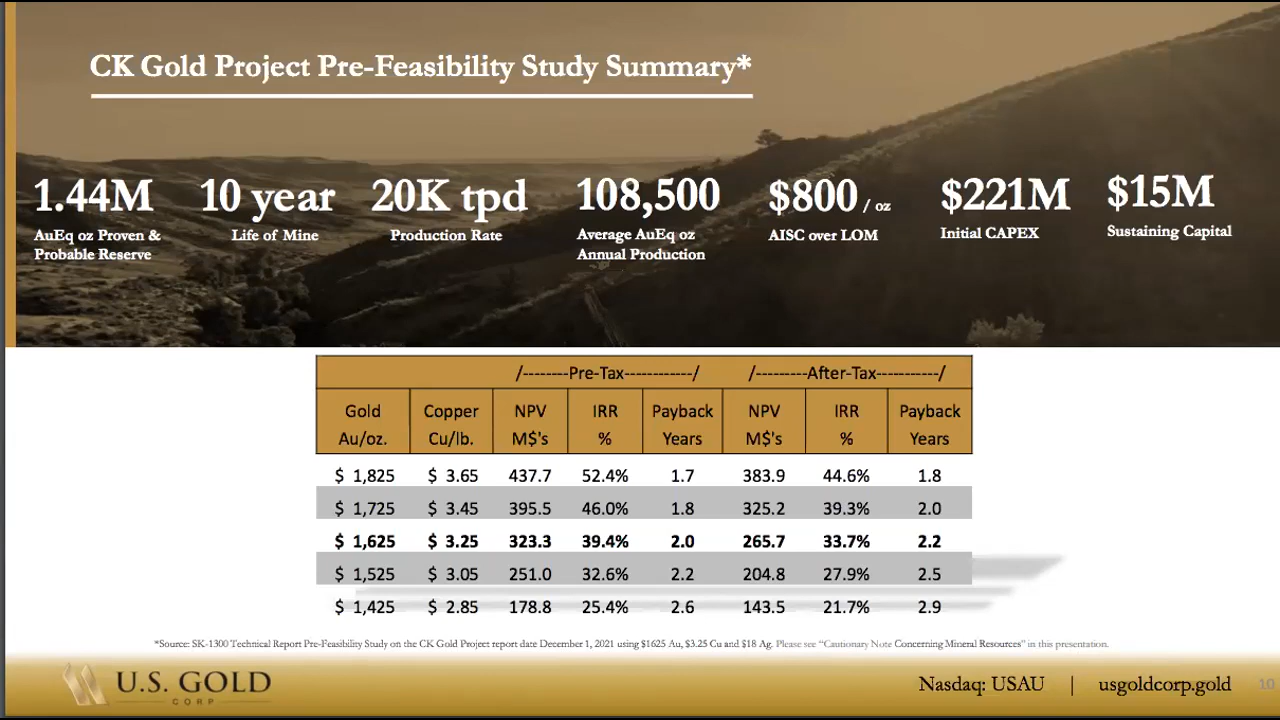 CK Gold Project Pre-Feasibility Study Summary*
1.44M
AuEq oz Proven &
Probable Reserve
10 year
Life of Mine
20K tpd
Production Rate
108,500
Average AuEq oz
Annual Production
$800 / oz
AISC over LOM
$221M
Initial CAPEX
$15M
Sustaining Capital
/--------Pre-Tax------------/ /---------After-Tax-----------/
Gold Copper NPV IRR Payback NPV IRR Payback
Au/oz. Cu/lb. M$'s % Years M$'s % Years
$ 1,825 $ 3.65 437.7 52.4% 1.7 383.9 44.6% 1.8
$ 1,725 $ 3.45 395.5 46.0% 1.8 325.2 39.3% 2.0
$ 1,625 $ 3.25 323.3 39.4% 2.0 265.7 33.7% 2.2
$ 1,525 $ 3.05 251.0 32.6% 2.2 204.8 27.9% 2.5
$ 1,425 $ 2.85 178.8 25.4% 2.6 143.5 21.7% 2.9
*Source: SK-1300 Technical Report Pre-Feasibility Study on the CK Gold Project report date December 1, 2021 using $1625 Au, $3.25 Cu and $18 Ag. Please see “Cautionary Note Concerning Mineral Resources” in this presentation.
U.S. GOLD
CORP
Nasdaq: USAU | usgoldcorp.gold 10